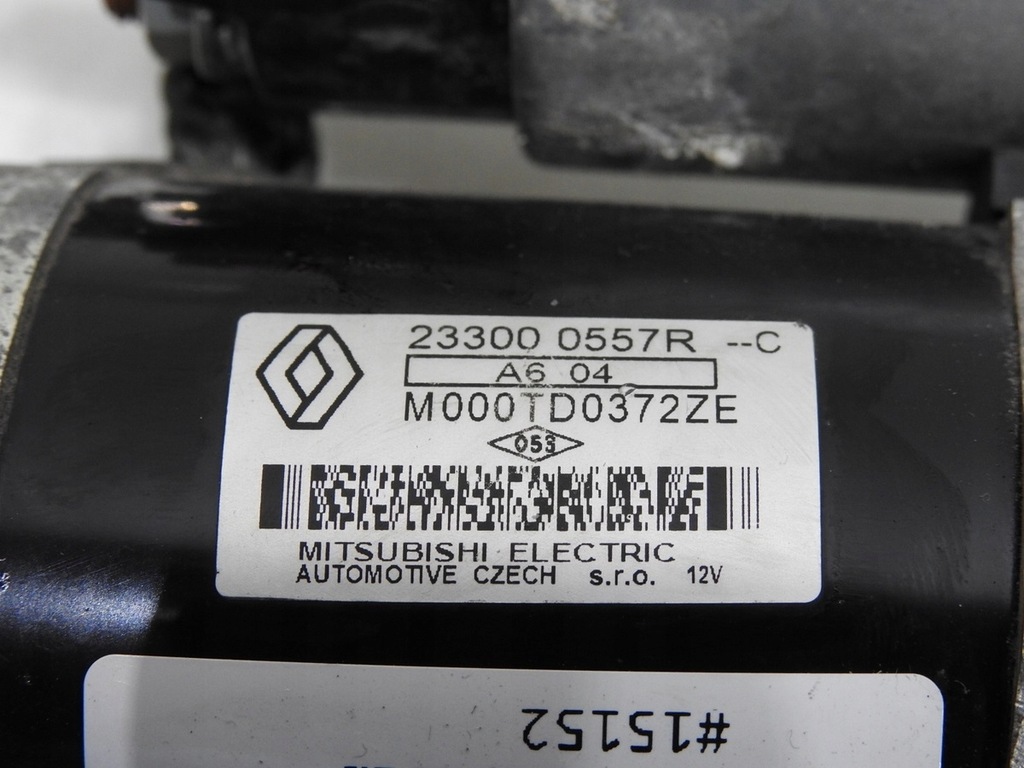 23300 0557R --C
A6 04
M000TD0372ZE
053
MITSUBISHI ELECTRIC
AUTOMOTIVE CZECH s.r.o. 12V
#15152